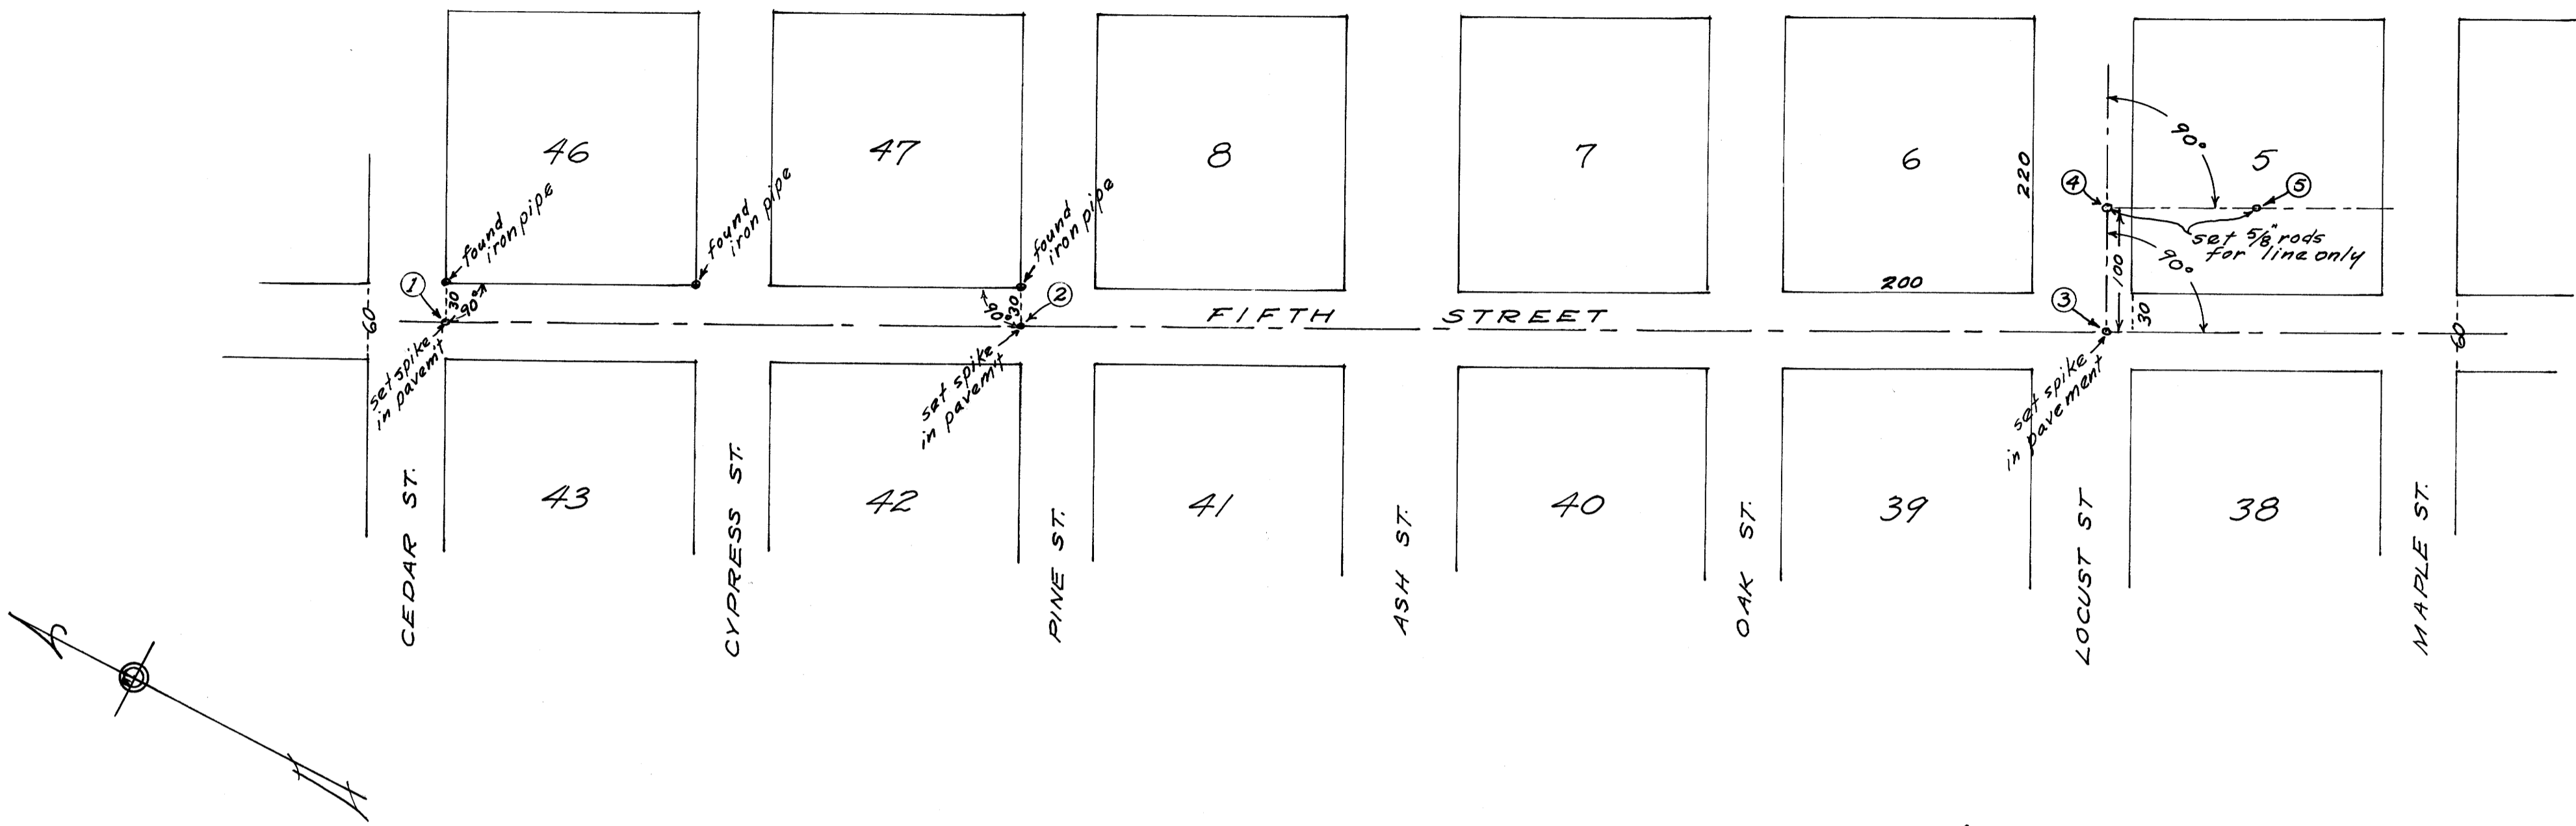 46
47
8
7
6
5
220
90°
④
⑤
set 5/8" rods
for line only
90°
100
found
iron pipe
found
iron pipe
found
iron pipe
①
30
90°
90°
30
②
60
FIFTH STREET
200
③
30
60
set spike
in pavem't
set spike
in pavem't
set spike
in pavement
43
42
41
40
39
38
CEDAR ST.
CYPRESS ST.
PINE ST.
ASH ST.
OAK ST.
LOCUST ST
MAPLE ST.